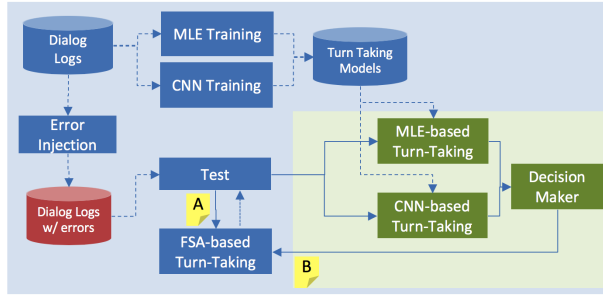 Dialog
Logs
MLE Training
CNN Training
Turn Taking
Models
Error
Injection
MLE-based
Turn-Taking
Dialog Logs
w/ errors
Test
CNN-based
Turn-Taking
Decision
Maker
A
FSA-based
Turn-Taking
B